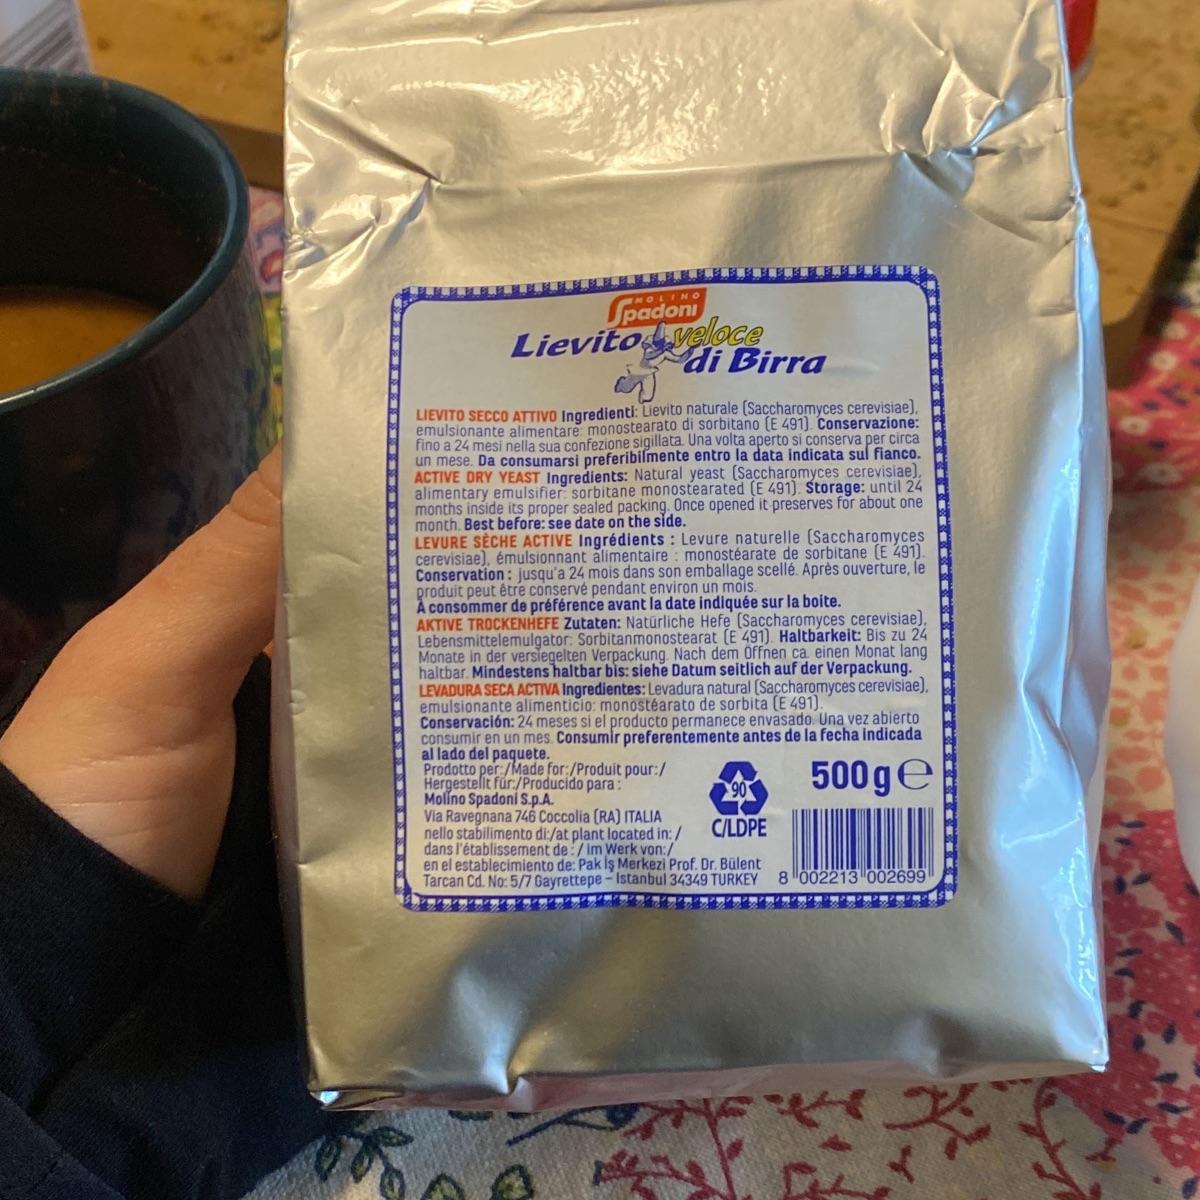 MOLINO
Spadoni
Lievito veloce
di Birra
LIEVITO SECCO ATTIVO Ingredienti: Lievito naturale (Saccharomyces cerevisiae),
emulsionante alimentare: monostearato di sorbitano (E 491). Conservazione:
fino a 24 mesi nella sua confezione sigillata. Una volta aperto si conserva per circa
un mese. Da consumarsi preferibilmente entro la data indicata sul fianco.
ACTIVE DRY YEAST Ingredients: Natural yeast (Saccharomyces cerevisiae),
alimentary emulsifier: sorbitane monostearated (E 491). Storage: until 24
months inside its proper sealed packing. Once opened it preserves for about one
month. Best before: see date on the side.
LEVURE SÈCHE ACTIVE Ingrédients : Levure naturelle (Saccharomyces
cerevisiae), émulsionnant alimentaire : monostéarate de sorbitane (E 491).
Conservation : jusqu'a 24 mois dans son emballage scellé. Après ouverture, le
produit peut être conservé pendant environ un mois.
À consommer de préférence avant la date indiquée sur la boite.
AKTIVE TROCKENHEFE Zutaten: Natürliche Hefe (Saccharomyces cerevisiae),
Lebensmittelemulgator: Sorbitanmonostearat (E 491). Haltbarkeit: Bis zu 24
Monate in der versiegelten Verpackung. Nach dem Öffnen ca. einen Monat lang
haltbar. Mindestens haltbar bis: siehe Datum seitlich auf der Verpackung.
LEVADURA SECA ACTIVA Ingredientes: Levadura natural (Saccharomyces cerevisiae),
emulsionante alimenticio: monostéarato de sorbita (E 491).
Conservación: 24 meses si el producto permanece envasado. Una vez abierto
consumir en un mes. Consumir preferentemente antes de la fecha indicada
al lado del paquete.
Prodotto per:/Made for:/Produit pour:/
Hergestellt für:/Producido para :
Molino Spadoni S.p.A.
Via Ravegnana 746 Coccolia (RA) ITALIA
nello stabilimento di:/at plant located in: /
dans l'établissement de : / im Werk von:/
en el establecimiento de: Pak İş Merkezi Prof. Dr. Bülent
Tarcan Cd. No: 5/7 Gayrettepe – Istanbul 34349 TURKEY
90
C/LDPE
500 g ℮
8 002213 002699